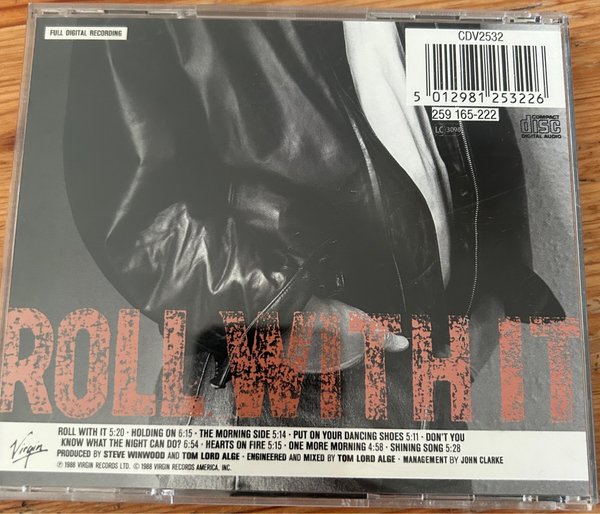 FULL DIGITAL RECORDING
CDV2532
5 012981 253226
259 165-222
LC 3098
COMPACT
disc
DIGITAL AUDIO
ROLL WITH IT
ROLL WITH IT 5:20 · HOLDING ON 6:15 · THE MORNING SIDE 5:14 · PUT ON YOUR DANCING SHOES 5:11 · DON'T YOU
KNOW WHAT THE NIGHT CAN DO? 6:54 · HEARTS ON FIRE 5:15 · ONE MORE MORNING 4:58 · SHINING SONG 5:28
PRODUCED BY STEVE WINWOOD AND TOM LORD ALGE · ENGINEERED AND MIXED BY TOM LORD ALGE · MANAGEMENT BY JOHN CLARKE
Virgin
℗ 1988 VIRGIN RECORDS LTD. © 1988 VIRGIN RECORDS AMERICA, INC.